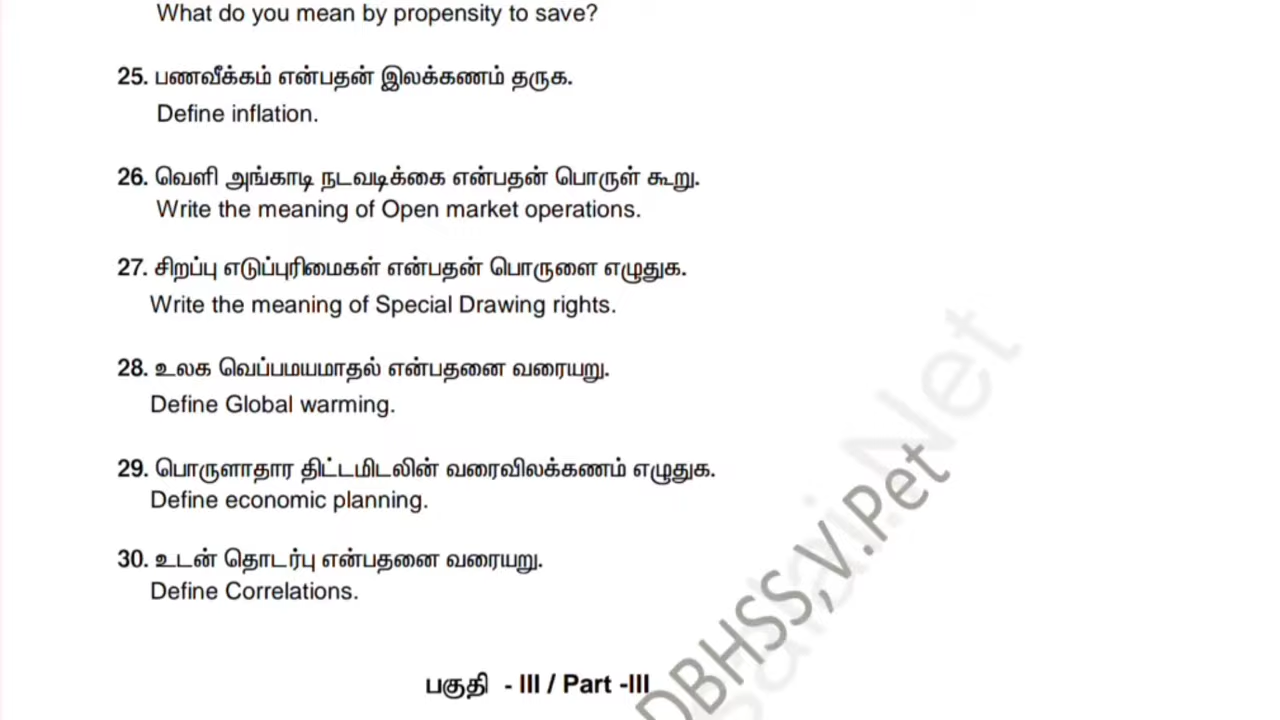 What do you mean by propensity to save?
25. பணவீக்கம் என்பதன் இலக்கணம் தருக.
Define inflation.
26. வெளி அங்காடி நடவடிக்கை என்பதன் பொருள் கூறு.
Write the meaning of Open market operations.
27. சிறப்பு எடுப்புரிமைகள் என்பதன் பொருளை எழுதுக.
Write the meaning of Special Drawing rights.
28. உலக வெப்பமயமாதல் என்பதனை வரையறு.
Define Global warming.
29. பொருளாதார திட்டமிடலின் வரைவிலக்கணம் எழுதுக.
Define economic planning.
30. உடன் தொடர்பு என்பதனை வரையறு.
Define Correlations.
பகுதி - III / Part -III
DBHSS,V.Pet